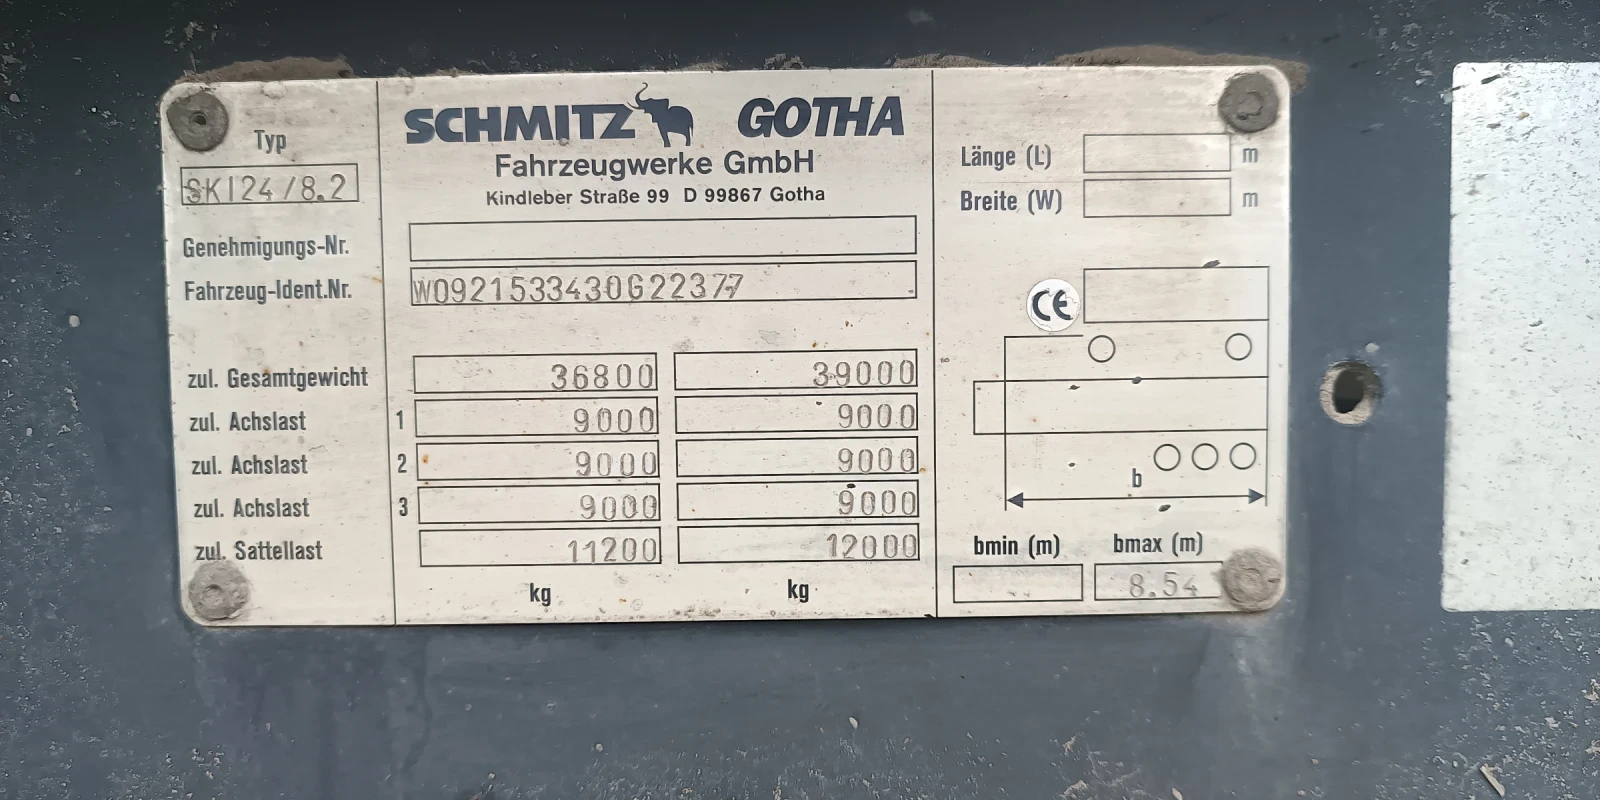 Typ
SKI24/8.2
SCHMITZ GOTHA
Fahrzeugwerke GmbH
Kindleber Straße 99 D 99867 Gotha
Genehmigungs-Nr.
Fahrzeug-Ident.Nr. W0921533430G22377
zul. Gesamtgewicht 36800 39000
zul. Achslast 1 9000 9000
zul. Achslast 2 9000 9000
zul. Achslast 3 9000 9000
zul. Sattellast 11200 12000
kg kg
Länge (L) m
Breite (W) m
CE
b
bmin (m) bmax (m)
8.54